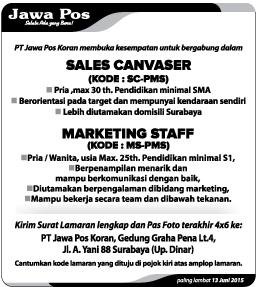 Jawa Pos
Selalu Ada yang Baru!
PT Jawa Pos Koran membuka kesempatan untuk bergabung dalam
SALES CANVASER
(KODE : SC-PMS)
Pria ,max 30 th. Pendidikan minimal SMA
Berorientasi pada target dan mempunyai kendaraan sendiri
Lebih diutamakan domisili Surabaya
MARKETING STAFF
(KODE : MS-PMS)
Pria / Wanita, usia Max. 25th. Pendidikan minimal S1,
Berpenampilan menarik dan
mampu berkomunikasi dengan baik,
Diutamakan berpengalaman dibidang marketing,
Mampu bekerja secara team dan dibawah tekanan.
Kirim Surat Lamaran lengkap dan Pas Foto terakhir 4x6 ke:
PT Jawa Pos Koran, Gedung Graha Pena Lt.4,
Jl. A. Yani 88 Surabaya (Up. Dinar)
Cantumkan kode lamaran yang dituju di pojok kiri atas amplop lamaran.
paling lambat 13 Juni 2015